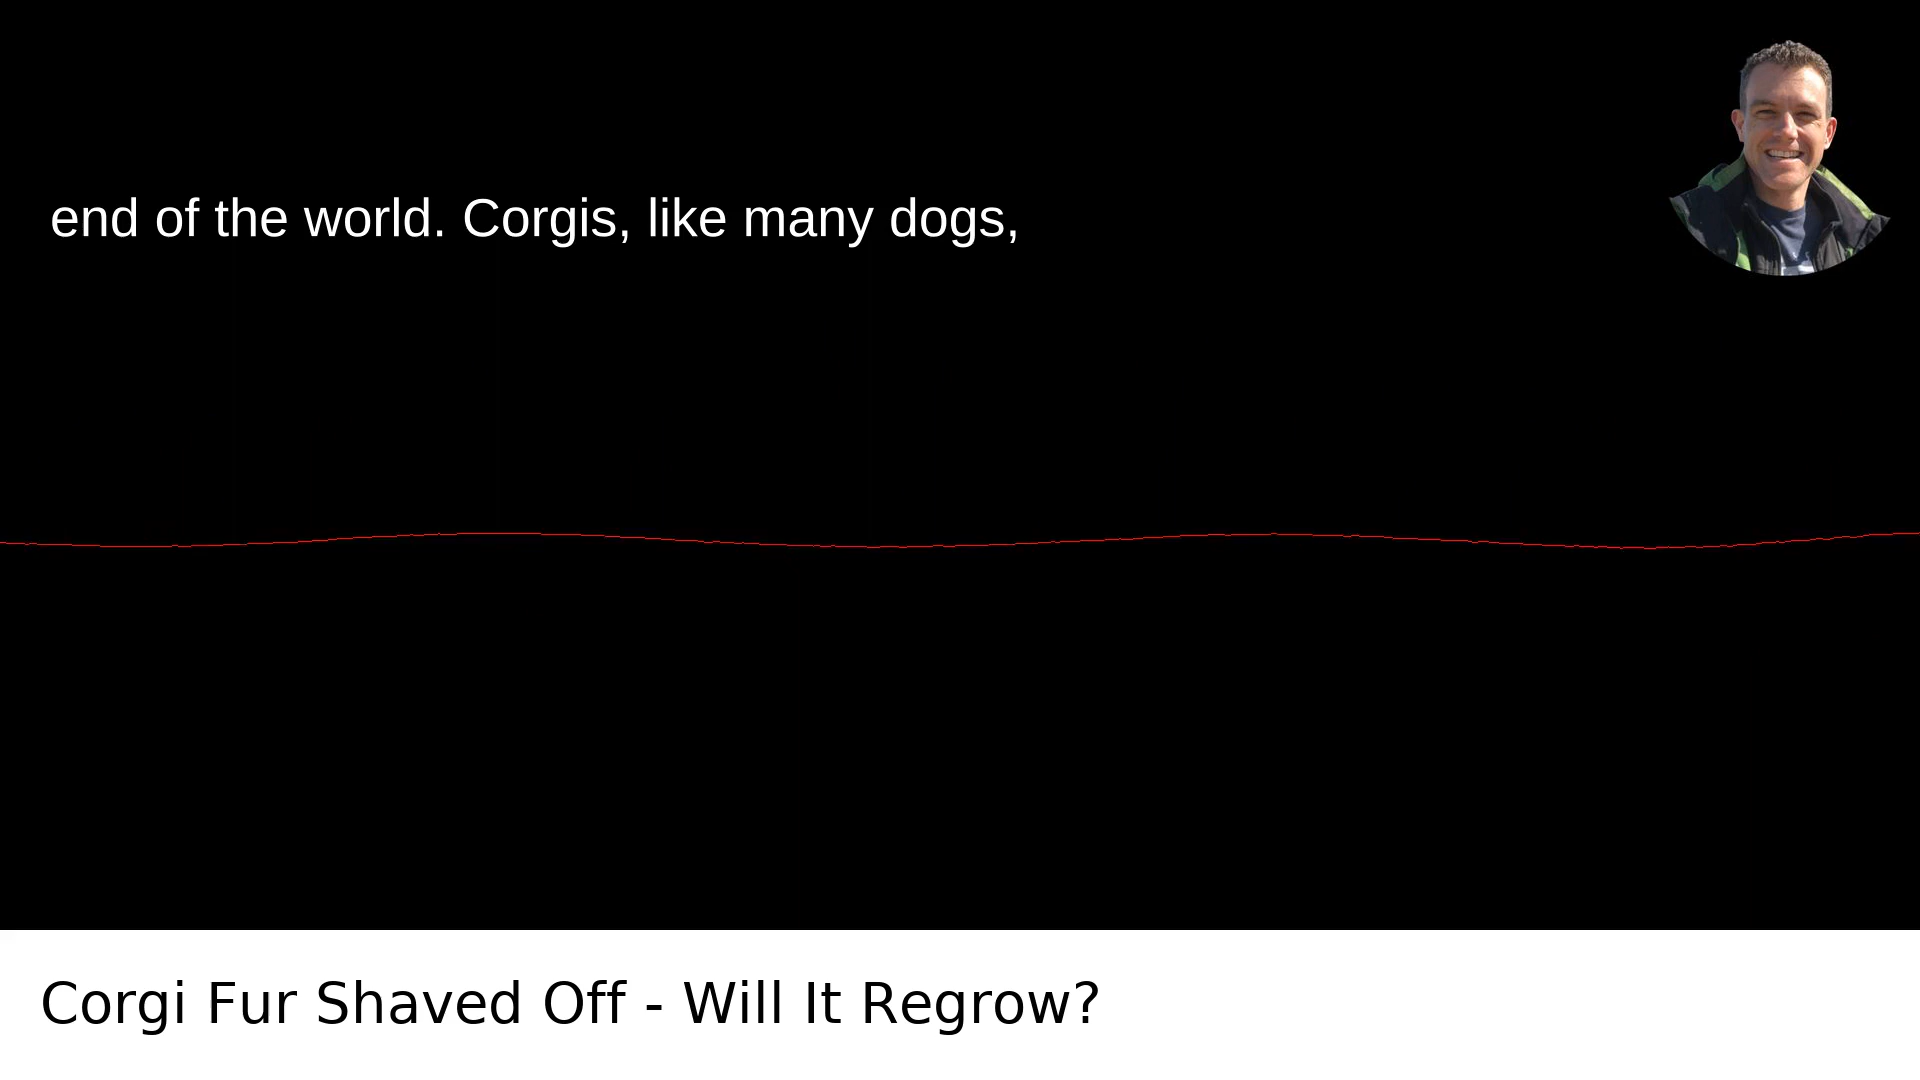 end of the world. Corgis, like many dogs,
Corgi Fur Shaved Off - Will It Regrow?